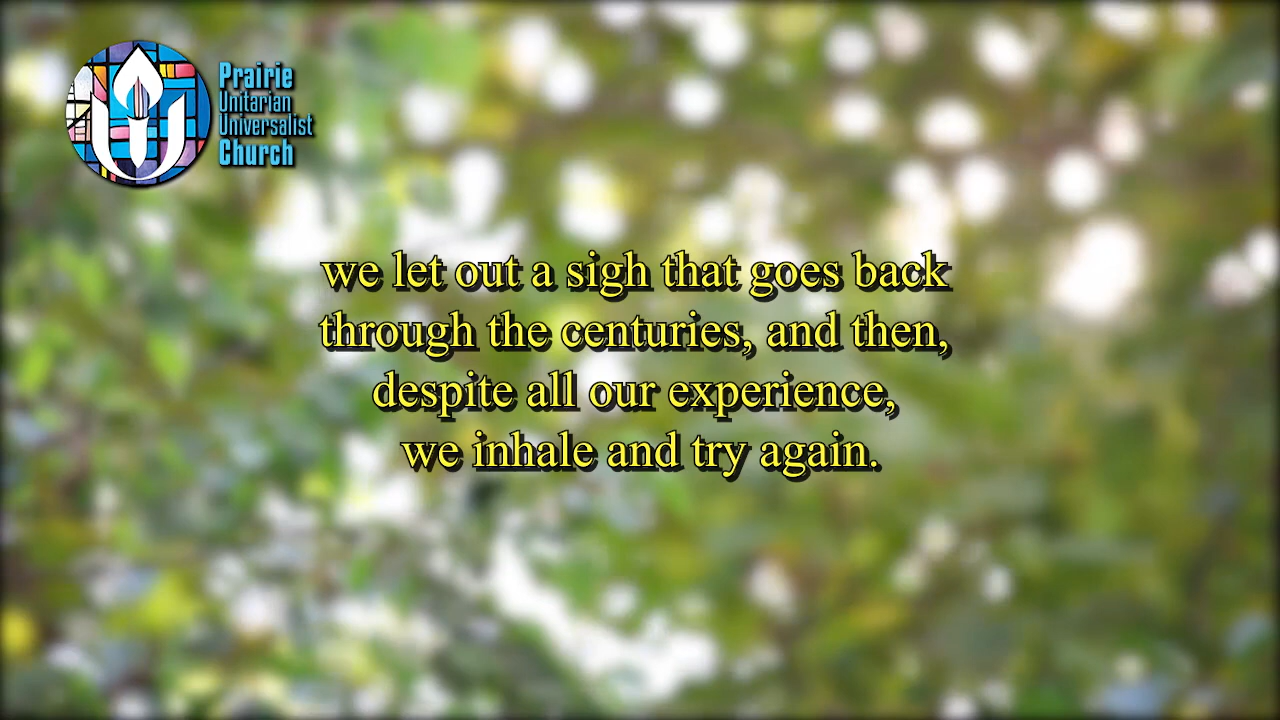 Prairie
Unitarian
Universalist
Church
we let out a sigh that goes back
through the centuries, and then,
despite all our experience,
we inhale and try again.